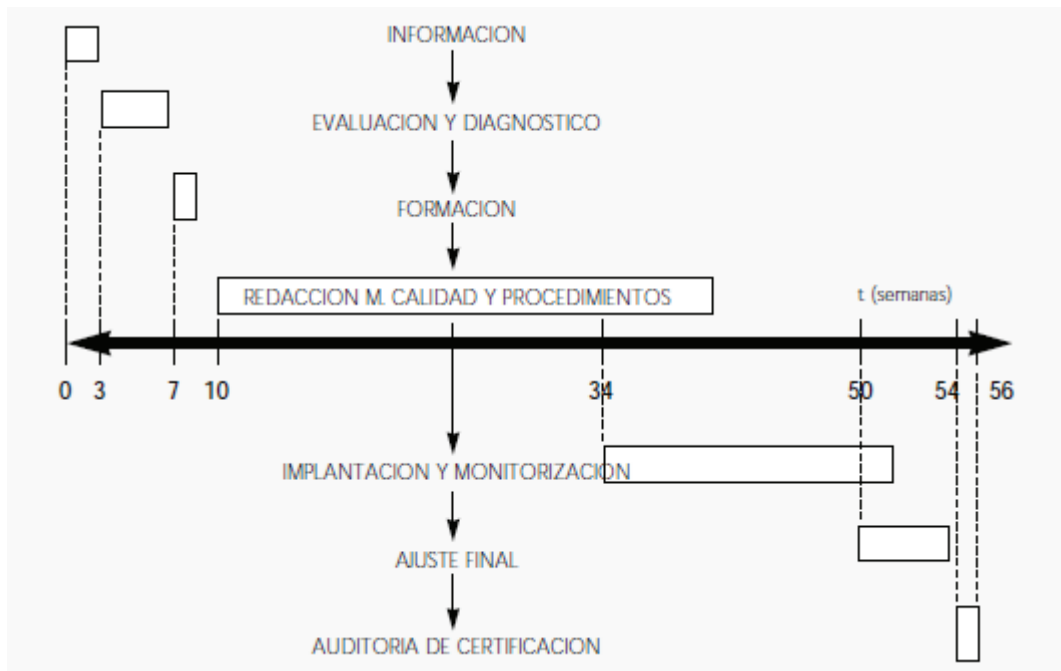 INFORMACION
EVALUACION Y DIAGNOSTICO
FORMACION
REDACCION M. CALIDAD Y PROCEDIMIENTOS
t (semanas)
0 3 7 10 34 50 54 56
IMPLANTACION Y MONITORIZACION
AJUSTE FINAL
AUDITORIA DE CERTIFICACION